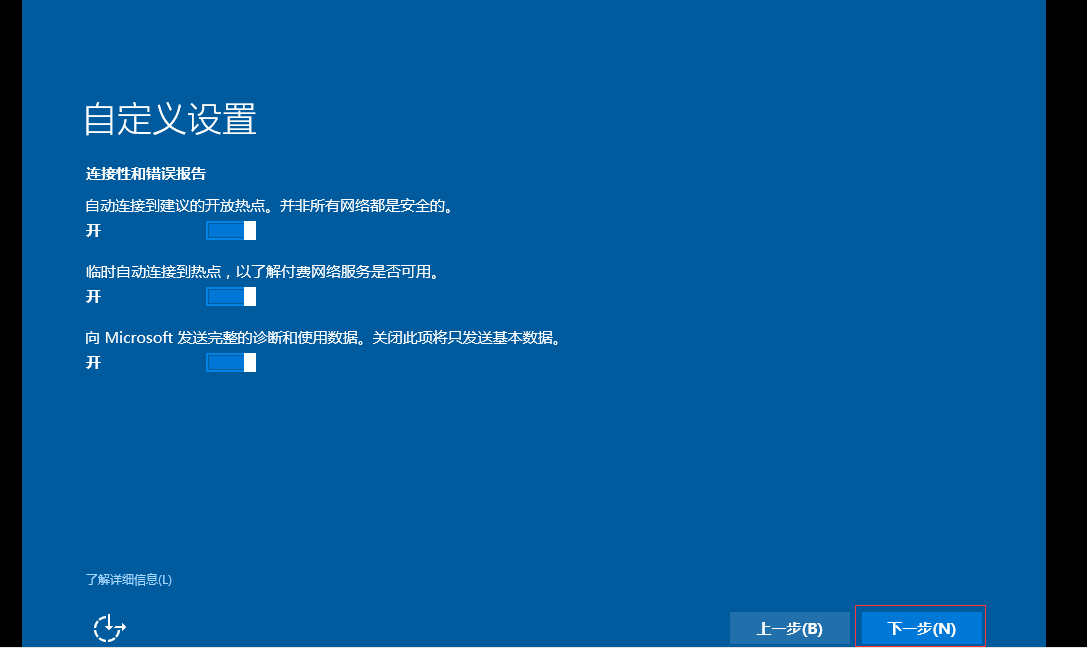 自定义设置
连接性和错误报告
自动连接到建议的开放热点。并非所有网络都是安全的。
开
临时自动连接到热点，以了解付费网络服务是否可用。
开
向 Microsoft 发送完整的诊断和使用数据。关闭此项将只发送基本数据。
开
了解详细信息(L)
上一步(B)
下一步(N)